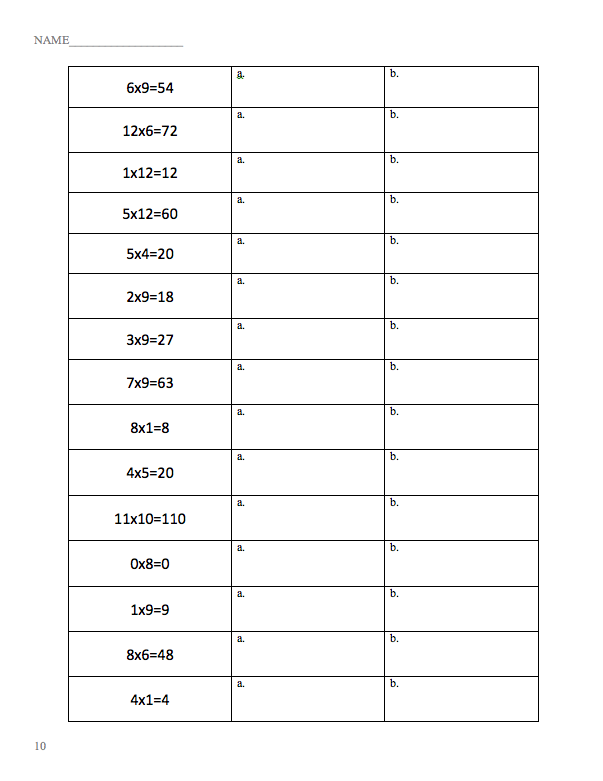 NAME___________________
6x9=54 a. b.
12x6=72 a. b.
1x12=12 a. b.
5x12=60 a. b.
5x4=20 a. b.
2x9=18 a. b.
3x9=27 a. b.
7x9=63 a. b.
8x1=8 a. b.
4x5=20 a. b.
11x10=110 a. b.
0x8=0 a. b.
1x9=9 a. b.
8x6=48 a. b.
4x1=4 a. b.
10